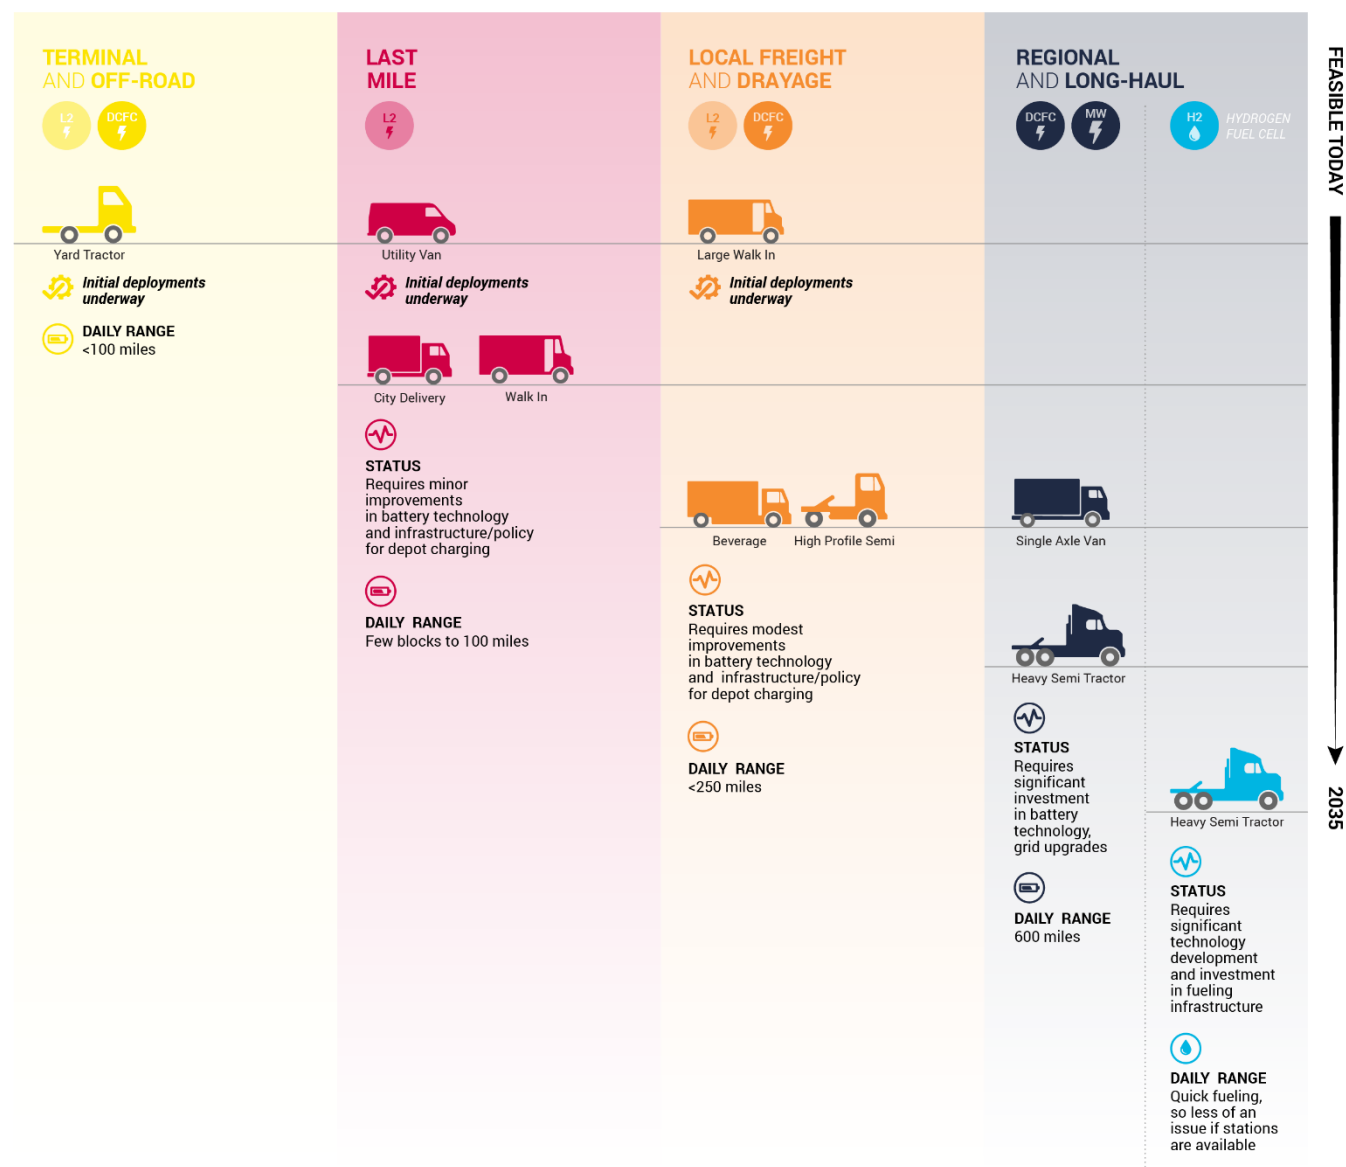 TERMINAL
AND OFF-ROAD
L2
DCFC
Yard Tractor
Initial deployments
underway
DAILY RANGE
<100 miles
LAST
MILE
L2
Utility Van
Initial deployments
underway
City Delivery
Walk In
STATUS
Requires minor
improvements
in battery technology
and infrastructure/policy
for depot charging
DAILY RANGE
Few blocks to 100 miles
LOCAL FREIGHT
AND DRAYAGE
L2
DCFC
Large Walk In
Initial deployments
underway
Beverage
High Profile Semi
STATUS
Requires modest
improvements
in battery technology
and infrastructure/policy
for depot charging
DAILY RANGE
<250 miles
REGIONAL
AND LONG-HAUL
DCFC
MW
Single Axle Van
Heavy Semi Tractor
STATUS
Requires
significant
investment
in battery
technology,
grid upgrades
DAILY RANGE
600 miles
H2
HYDROGEN
FUEL CELL
Heavy Semi Tractor
STATUS
Requires
significant
technology
development
and investment
in fueling
infrastructure
DAILY RANGE
Quick fueling,
so less of an
issue if stations
are available
FEASIBLE TODAY
2035